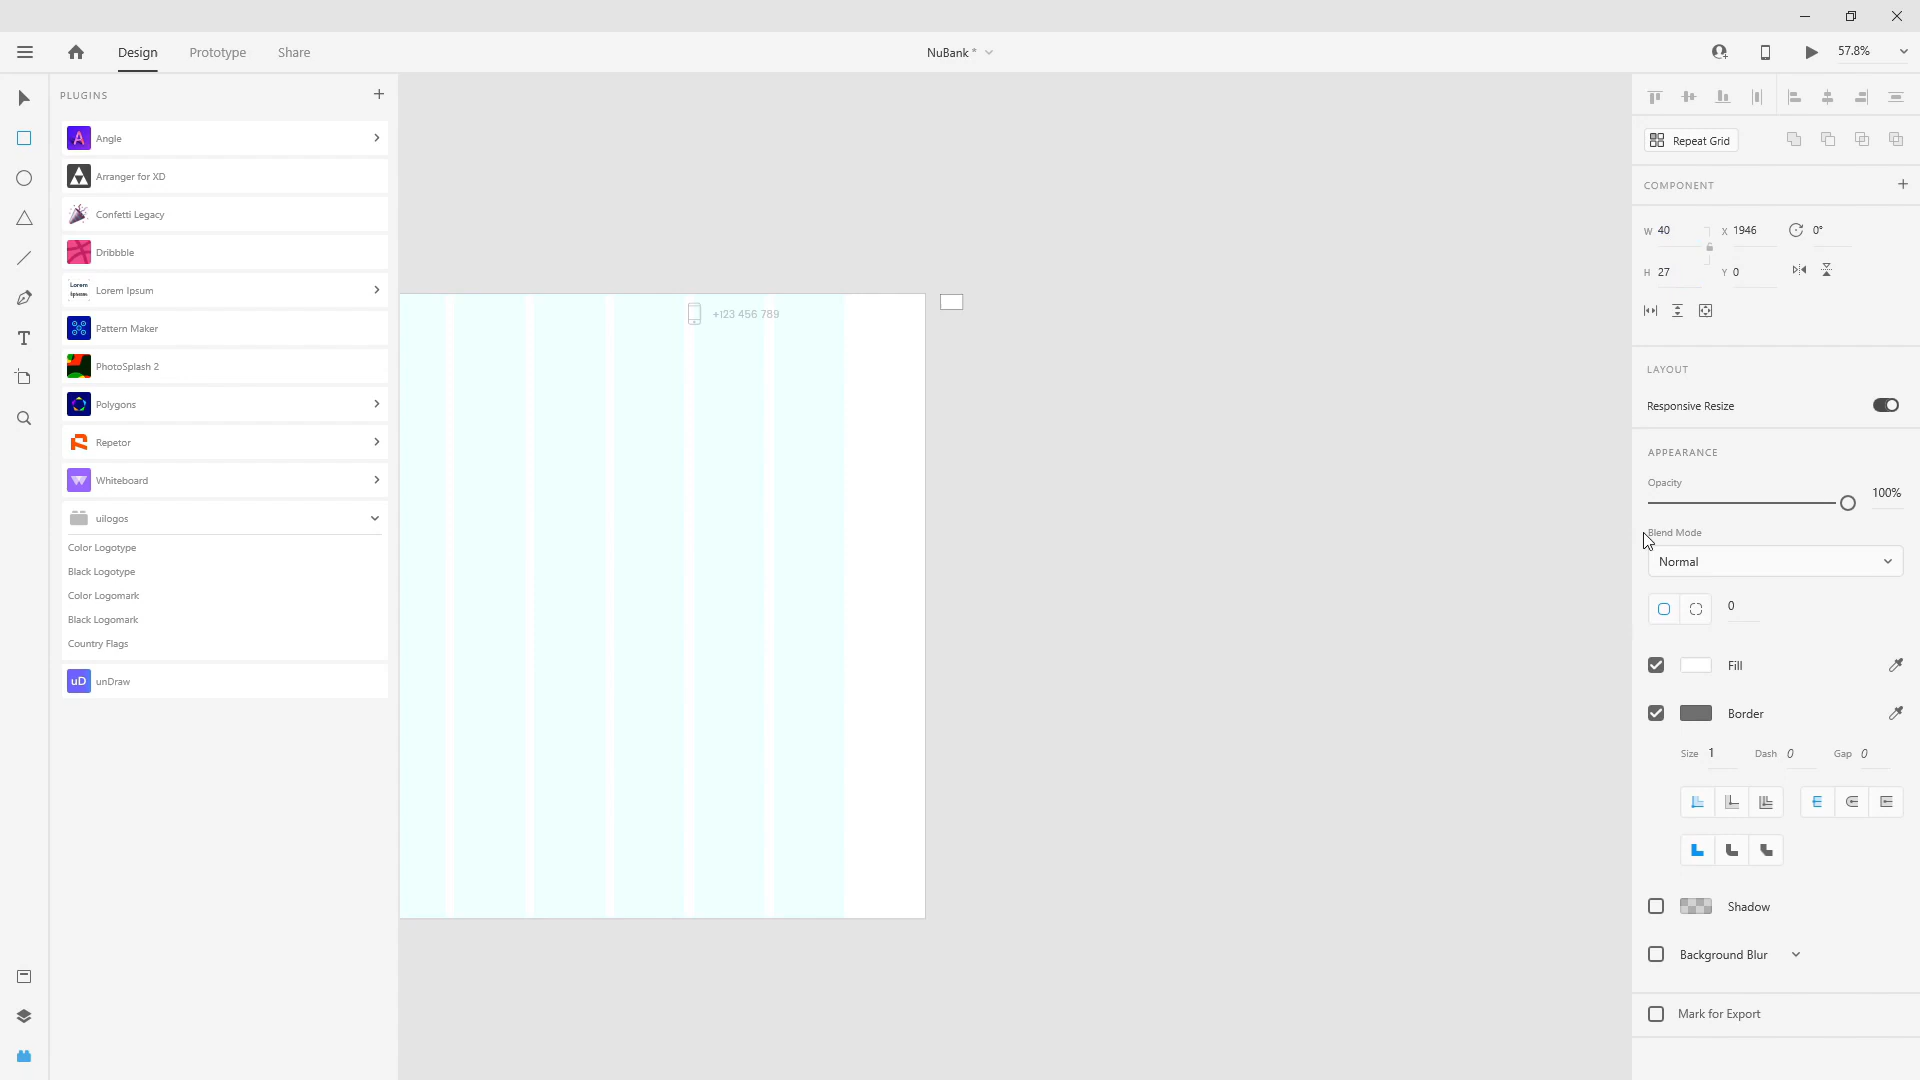 Design Prototype Share NuBank * 57.8%
PLUGINS
Angle
Arranger for XD
Confetti Legacy
Dribbble
Lorem Ipsum Lorem Ipsum
Pattern Maker
PhotoSplash 2
Polygons
Repetor
Whiteboard
uilogos
Color Logotype
Black Logotype
Color Logomark
Black Logomark
Country Flags
uD unDraw
+123 456 789
Repeat Grid
COMPONENT
W 40 X 1946 0°
H 27 Y 0
LAYOUT
Responsive Resize
APPEARANCE
Opacity
100%
Blend Mode
Normal
0
Fill
Border
Size 1 Dash 0 Gap 0
Shadow
Background Blur
Mark for Export